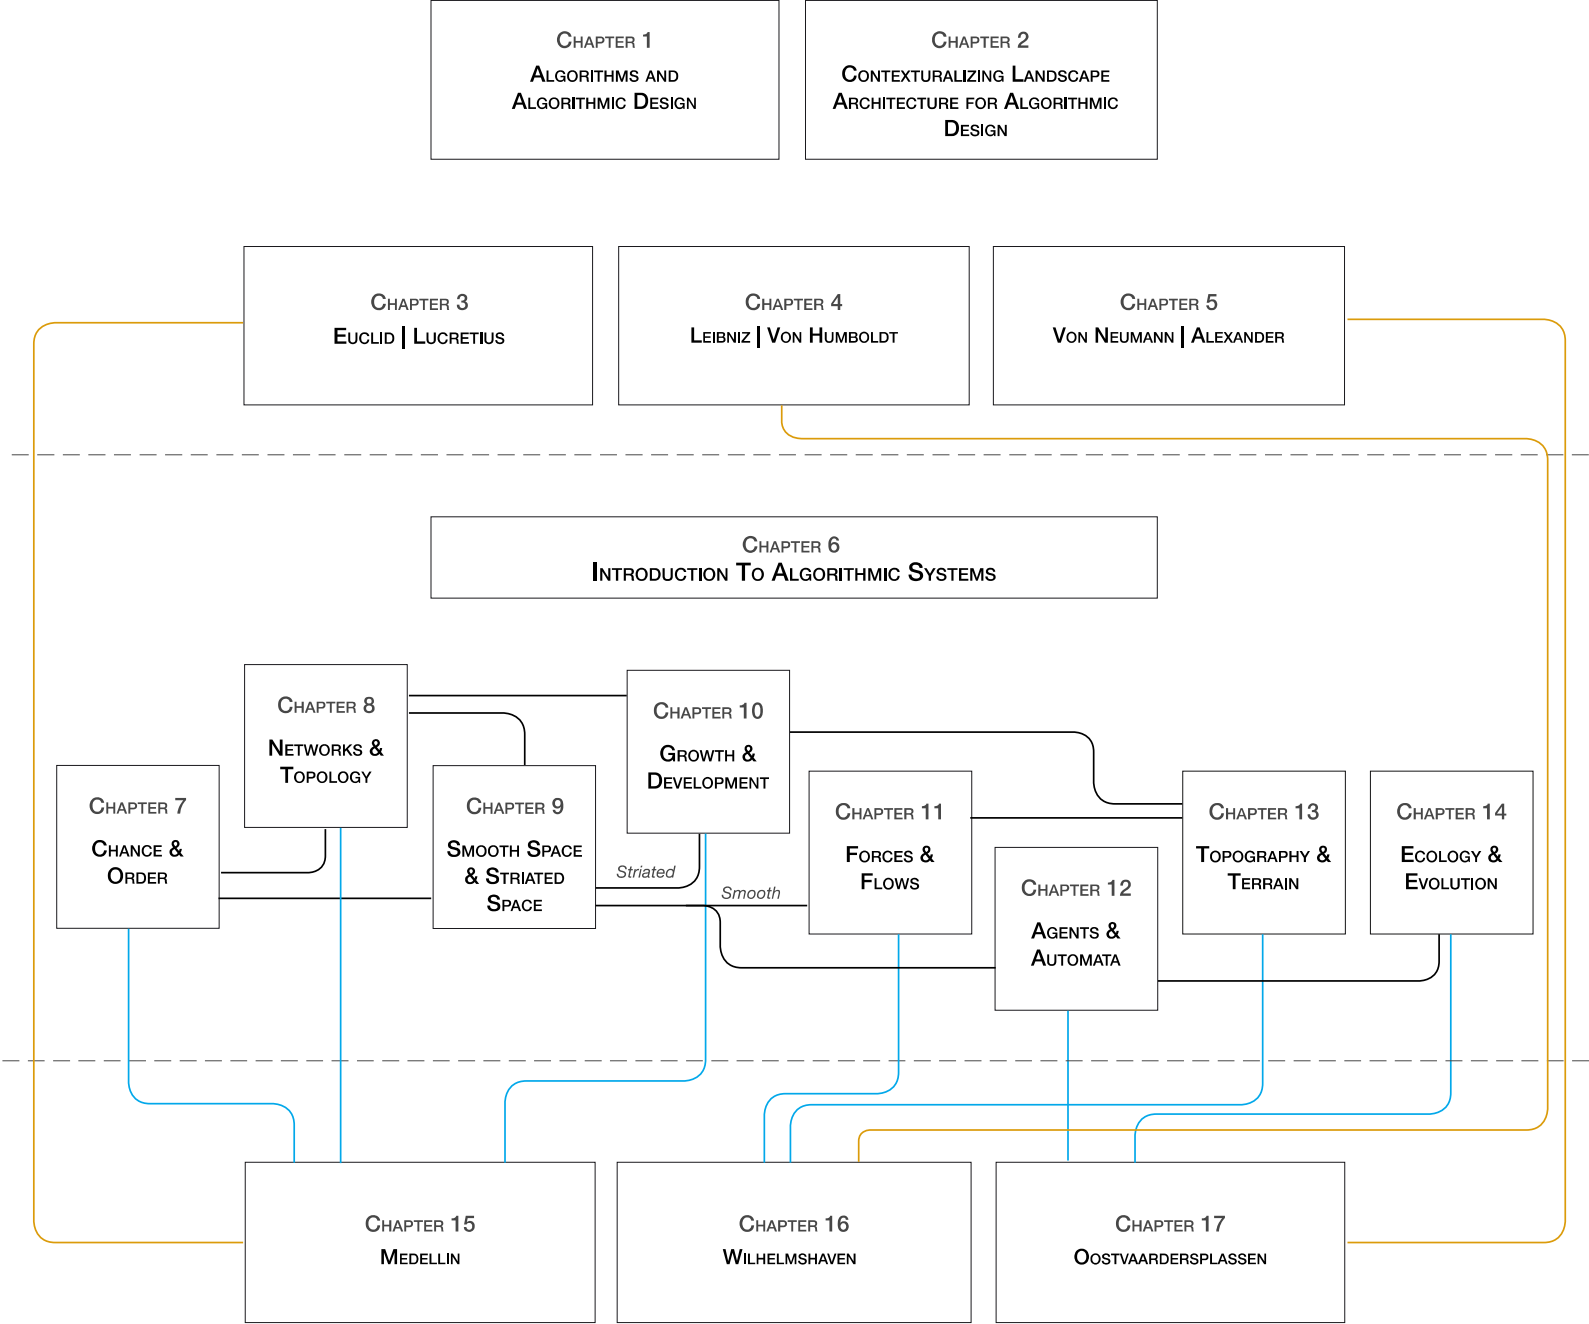 Chapter 1
Algorithms and
Algorithmic Design
Chapter 2
Contexturalizing Landscape
Architecture for Algorithmic
Design
Chapter 3
Euclid | Lucretius
Chapter 4
Leibniz | Von Humboldt
Chapter 5
Von Neumann | Alexander
Chapter 6
Introduction To Algorithmic Systems
Chapter 7
Chance &
Order
Chapter 8
Networks &
Topology
Chapter 9
Smooth Space
& Striated
Space
Chapter 10
Growth &
Development
Striated
Smooth
Chapter 11
Forces &
Flows
Chapter 12
Agents &
Automata
Chapter 13
Topography &
Terrain
Chapter 14
Ecology &
Evolution
Chapter 15
Medellin
Chapter 16
Wilhelmshaven
Chapter 17
Oostvaardersplassen